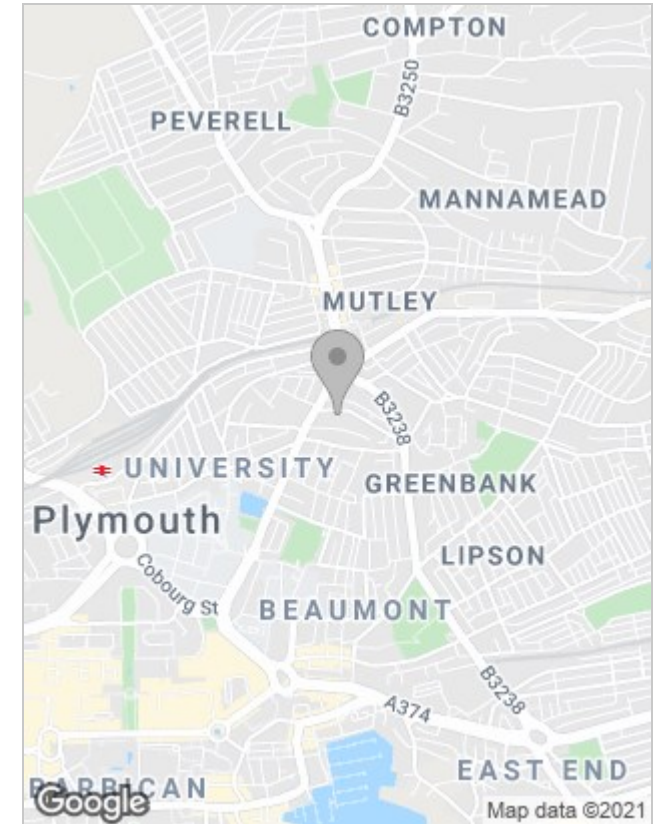 COMPTON
B3250
PEVERELL
MANNAMEAD
MUTLEY
B3238
UNIVERSITY
GREENBANK
Plymouth
LIPSON
Cobourg St
BEAUMONT
B3238
A374
EAST END
BARBICAN
Google
Map data ©2021